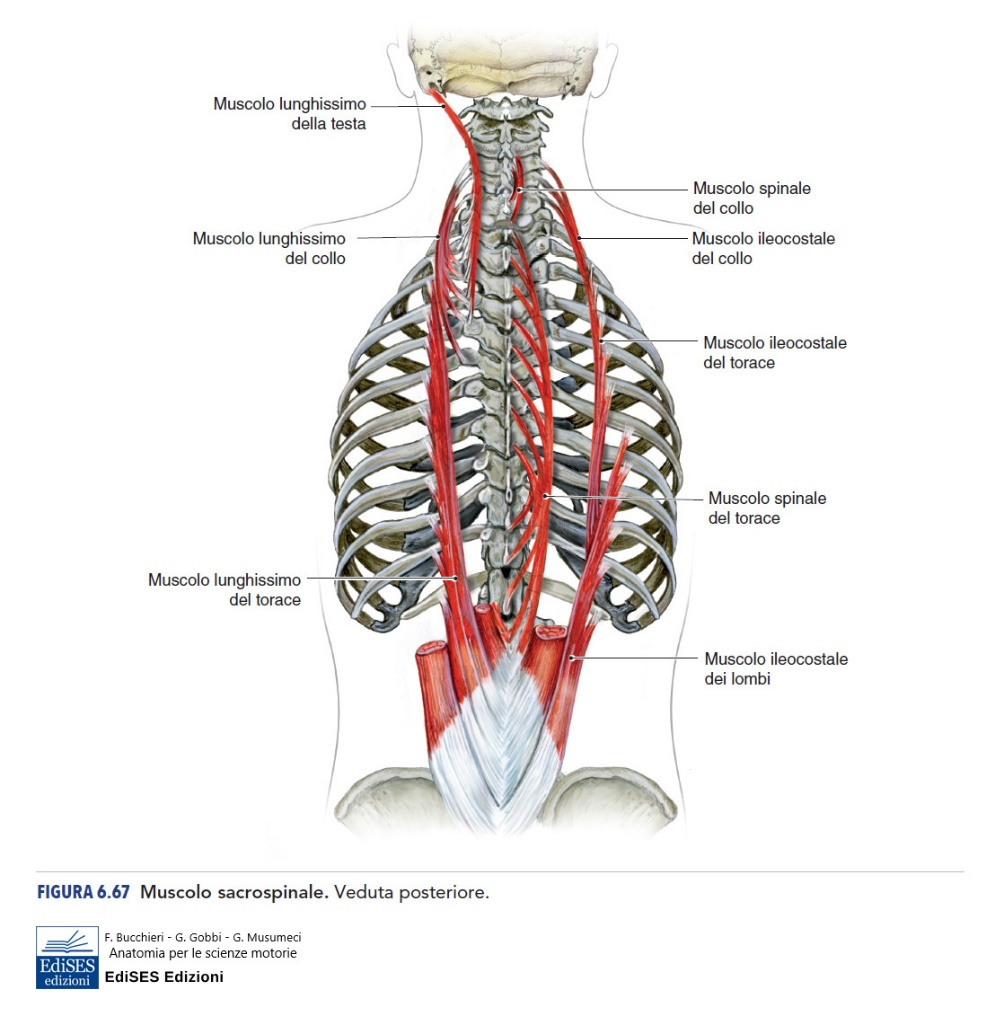 Muscolo lunghissimo
della testa
Muscolo spinale
del collo
Muscolo lunghissimo
del collo
Muscolo ileocostale
del collo
Muscolo ileocostale
del torace
Muscolo spinale
del torace
Muscolo lunghissimo
del torace
Muscolo ileocostale
dei lombi
FIGURA 6.67 Muscolo sacrospinale. Veduta posteriore.
EdiSES
edizioni
F. Bucchieri - G. Gobbi - G. Musumeci
Anatomia per le scienze motorie
EdiSES Edizioni